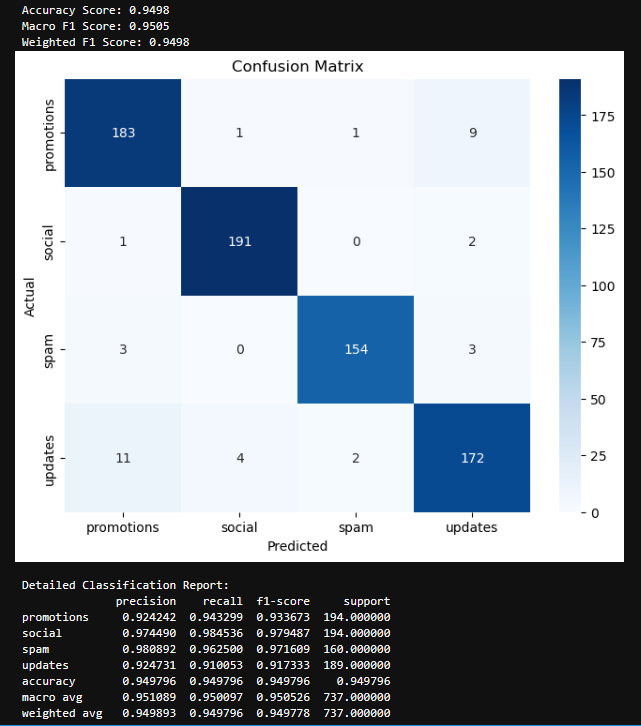 Accuracy Score: 0.9498
Macro F1 Score: 0.9505
Weighted F1 Score: 0.9498
Confusion Matrix
promotions 183 1 1 9
social 1 191 0 2
spam 3 0 154 3
updates 11 4 2 172
Actual
promotions social spam updates
Predicted
175
150
125
100
75
50
25
0
Detailed Classification Report:
precision recall f1-score support
promotions 0.924242 0.943299 0.933673 194.000000
social 0.974490 0.984536 0.979487 194.000000
spam 0.980892 0.962500 0.971609 160.000000
updates 0.924731 0.910053 0.917333 189.000000
accuracy 0.949796 0.949796 0.949796 0.949796
macro avg 0.951089 0.950097 0.950526 737.000000
weighted avg 0.949893 0.949796 0.949778 737.000000